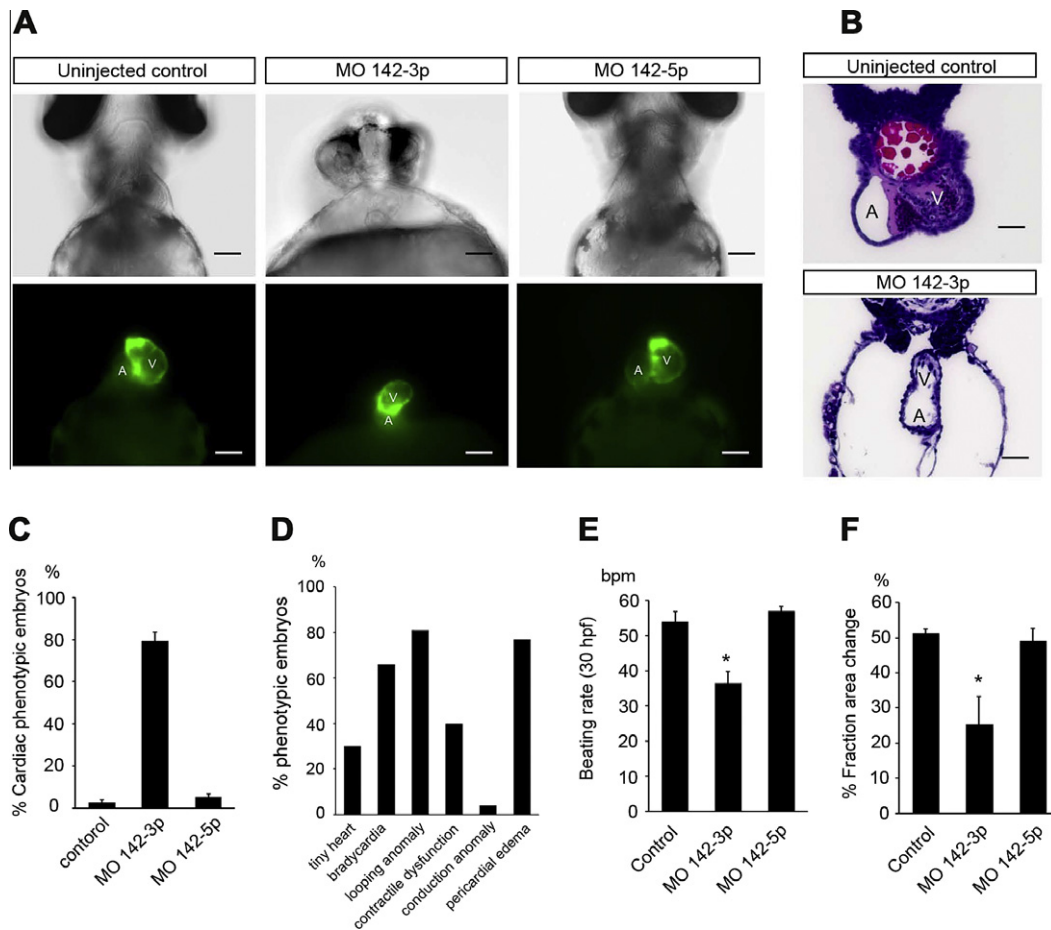 A
B
Uninjected control
MO 142-3p
MO 142-5p
A
V
V
A
A
V
Uninjected control
A
V
MO 142-3p
V
A
C
%
% Cardiac phenotypic embryos
100
80
60
40
20
0
contorol
MO 142-3p
MO 142-5p
D
%
% phenotypic embryos
100
80
60
40
20
0
tiny heart
bradycardia
looping anomaly
contractile dysfunction
conduction anomaly
pericardial edema
E
bpm
Beating rate (30 hpf)
60
50
40
30
20
10
0
*
Control
MO 142-3p
MO 142-5p
F
%
% Fraction area change
60
50
40
30
20
10
0
*
Control
MO 142-3p
MO 142-5p